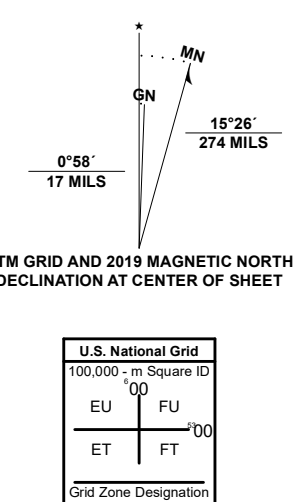 ★
MN
GN
15°26´
274 MILS
0°58´
17 MILS
TM GRID AND 2019 MAGNETIC NORTH
DECLINATION AT CENTER OF SHEET
U.S. National Grid
100,000 - m Square ID
⁶00
EU FU
⁵³00
ET FT
Grid Zone Designation